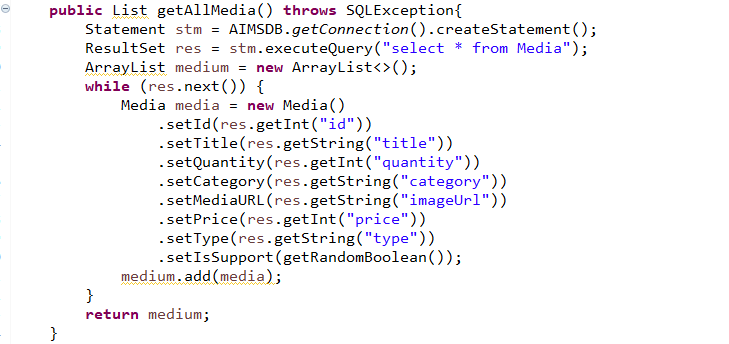 public List getAllMedia() throws SQLException{
    Statement stm = AIMSDB.getConnection().createStatement();
    ResultSet res = stm.executeQuery("select * from Media");
    ArrayList medium = new ArrayList<>();
    while (res.next()) {
        Media media = new Media()
            .setId(res.getInt("id"))
            .setTitle(res.getString("title"))
            .setQuantity(res.getInt("quantity"))
            .setCategory(res.getString("category"))
            .setMediaURL(res.getString("imageUrl"))
            .setPrice(res.getInt("price"))
            .setType(res.getString("type"))
            .setIsSupport(getRandomBoolean());
        medium.add(media);
    }
    return medium;
}